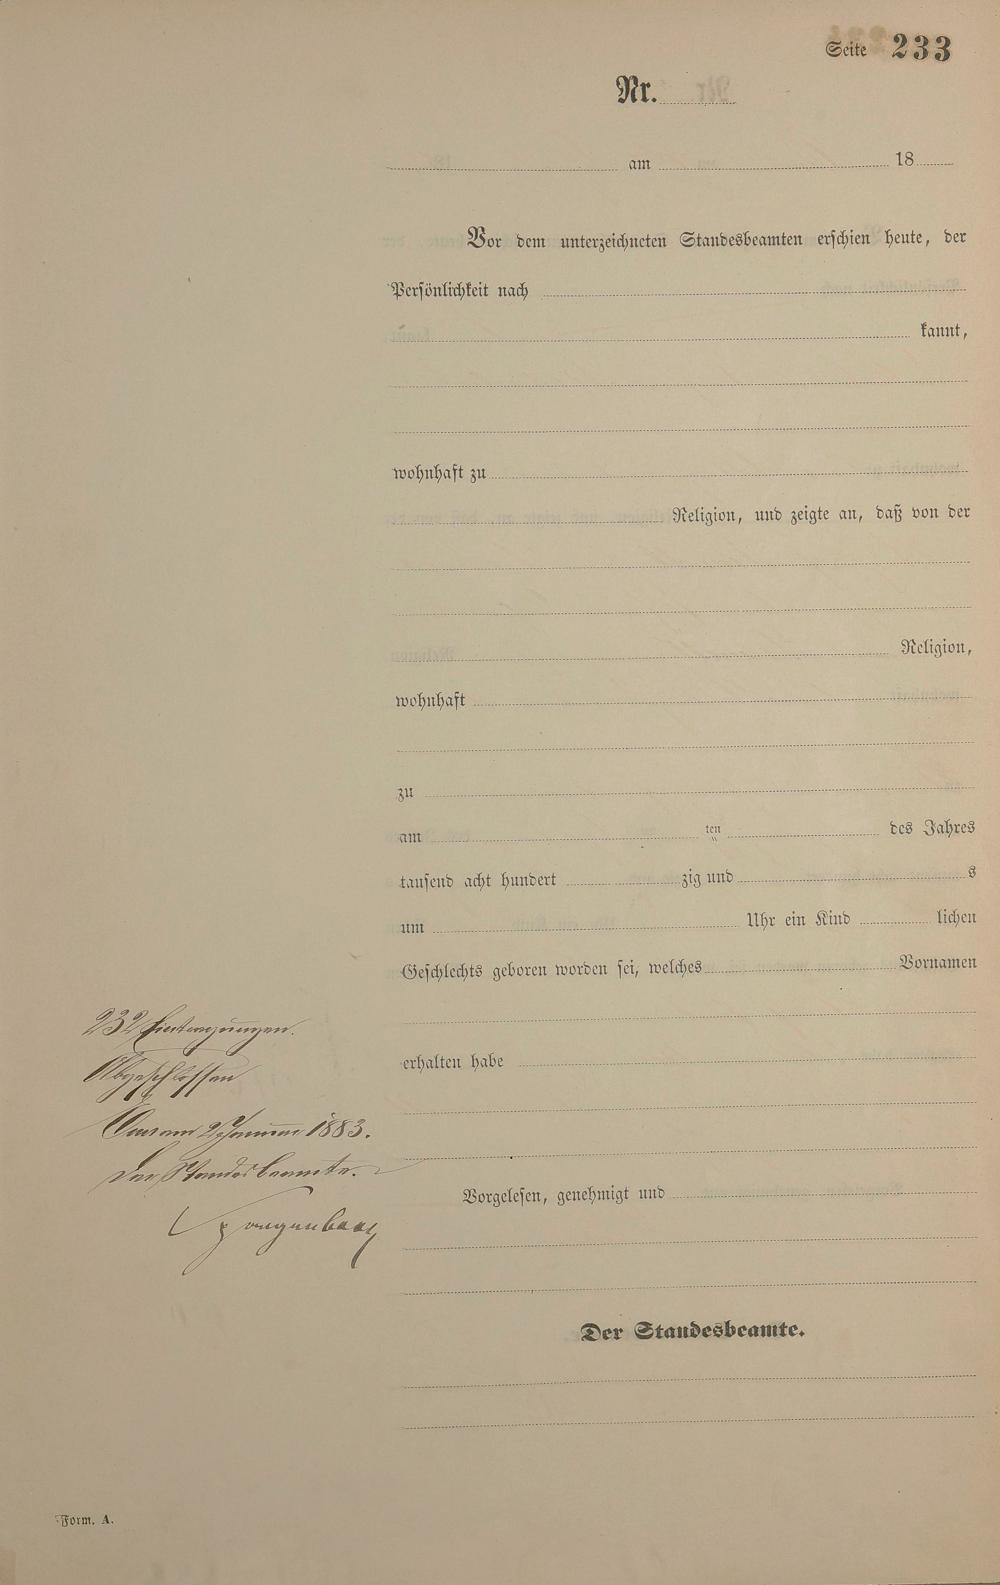 Seite 233
Nr.
am 18
Vor dem unterzeichneten Standesbeamten erschien heute, der
Persönlichkeit nach
kannt,
wohnhaft zu
Religion, und zeigte an, daß von der
Religion,
wohnhaft
zu
am ten des Jahres
tausend acht hundert zig und s
um Uhr ein Kind lichen
Geschlechts geboren worden sei, welches Vornamen
232 Eintragungen.
erhalten habe
Abgeschlossen
am 2 Januar 1883.
Der Standesbeamte.
Vorgelesen, genehmigt und
Der Standesbeamte.
Form. A.